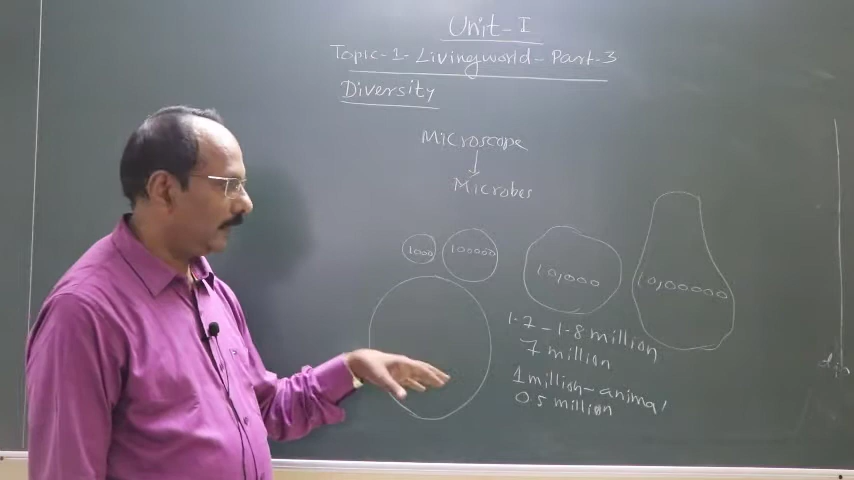 Unit-I
Topic-1-Livingworld-Part-3
Diversity
Microscope
Microbes
1000
100000
10,000
10,00000
1.7-1.8 million
7 million
1 million-animal
0.5 million